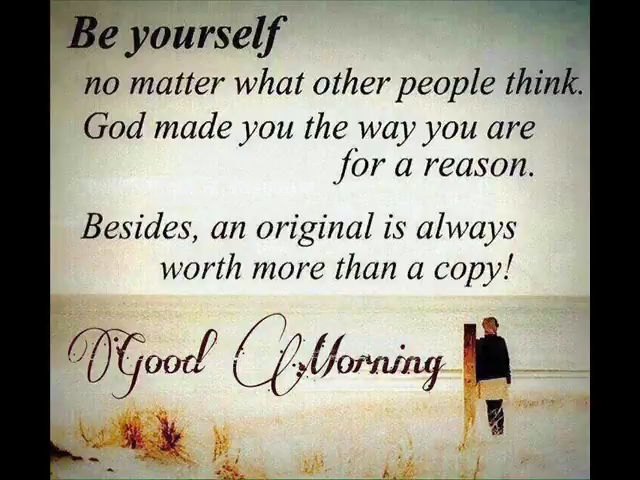 Be yourself
no matter what other people think.
God made you the way you are
for a reason.
Besides, an original is always
worth more than a copy!
Good Morning